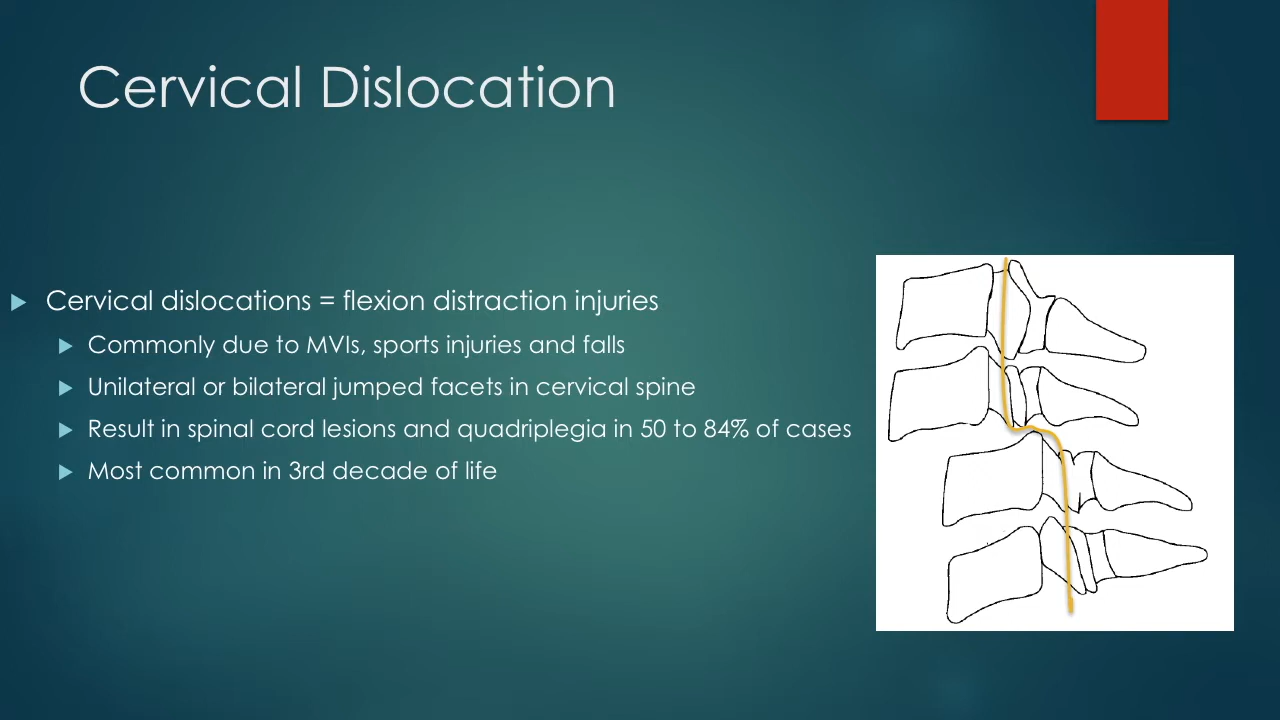 Cervical Dislocation
Cervical dislocations = flexion distraction injuries
Commonly due to MVIs, sports injuries and falls
Unilateral or bilateral jumped facets in cervical spine
Result in spinal cord lesions and quadriplegia in 50 to 84% of cases
Most common in 3rd decade of life